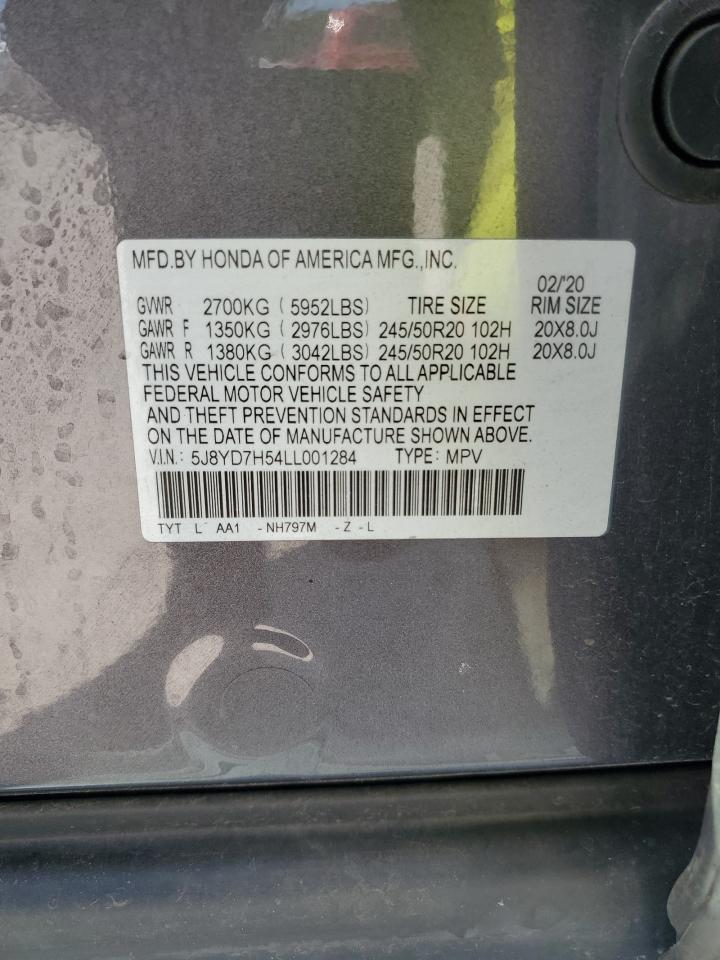 MFD.BY HONDA OF AMERICA MFG.,INC.
02/'20
GVWR 2700KG ( 5952LBS) TIRE SIZE RIM SIZE
GAWR F 1350KG ( 2976LBS) 245/50R20 102H 20X8.0J
GAWR R 1380KG ( 3042LBS) 245/50R20 102H 20X8.0J
THIS VEHICLE CONFORMS TO ALL APPLICABLE
FEDERAL MOTOR VEHICLE SAFETY
AND THEFT PREVENTION STANDARDS IN EFFECT
ON THE DATE OF MANUFACTURE SHOWN ABOVE.
V.I.N.: 5J8YD7H54LL001284 TYPE: MPV
TYT L AA1 - NH797M - Z - L